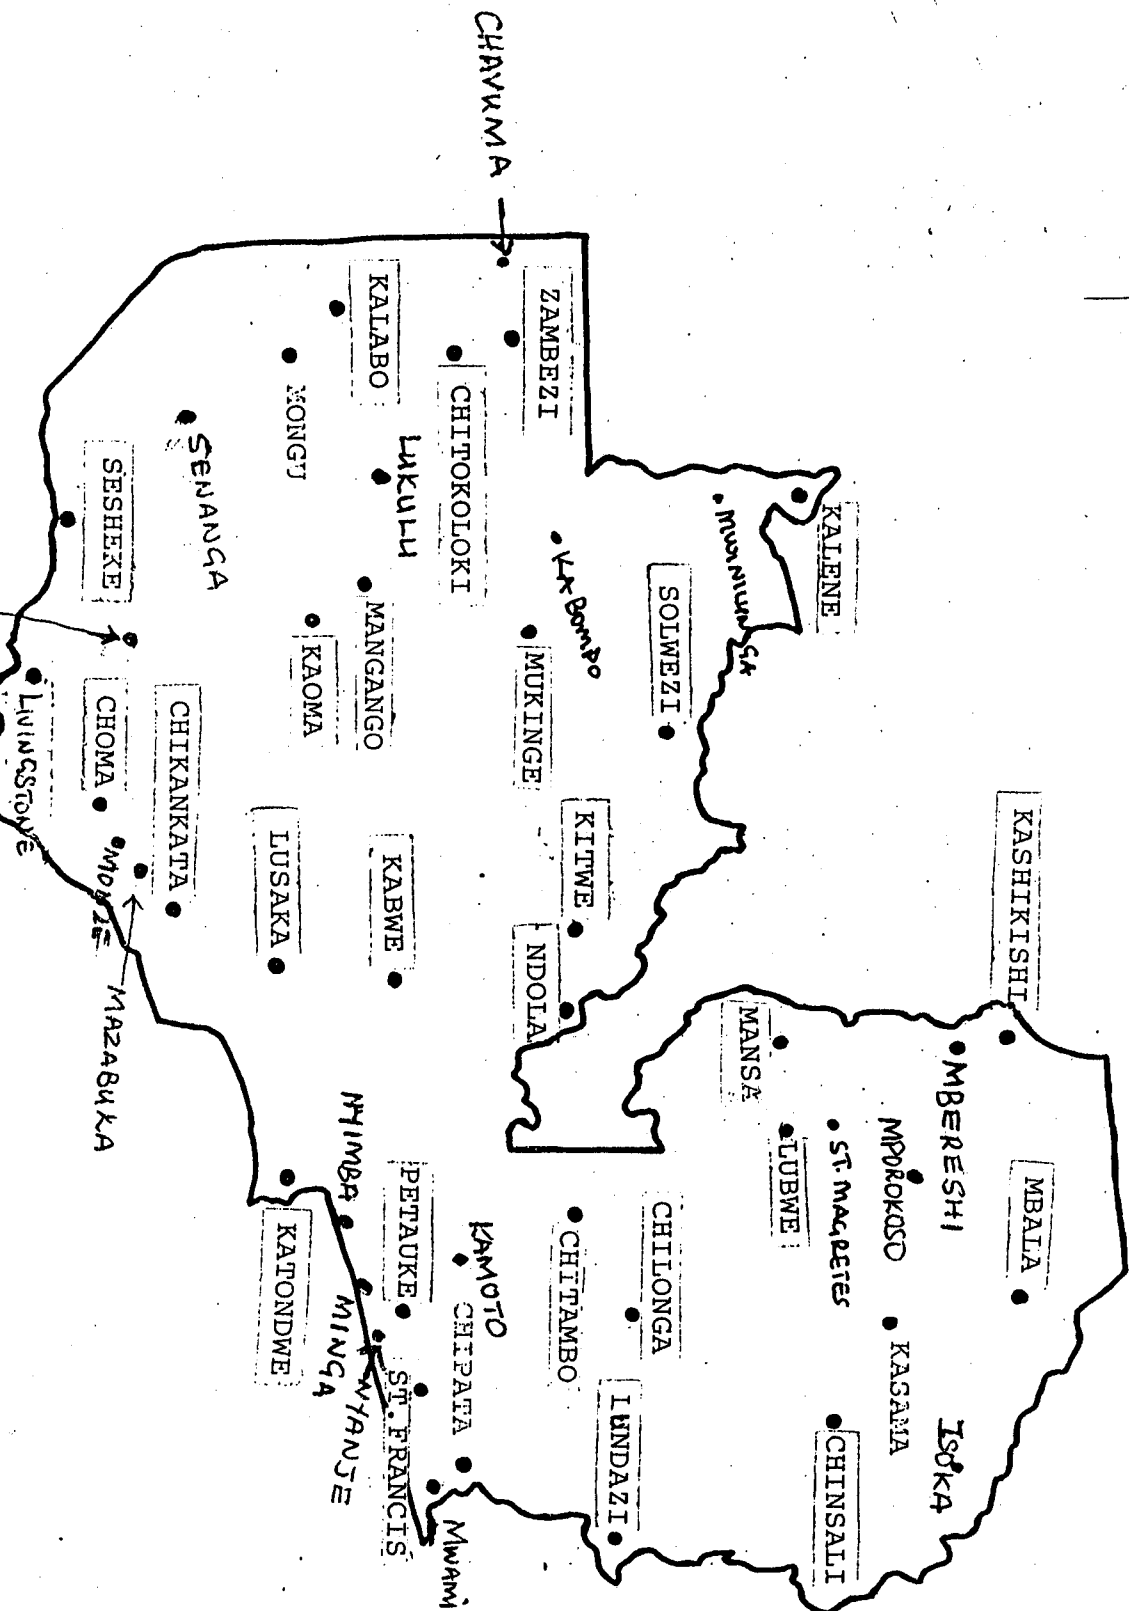 KASHIKISHI
MBERESHI
MBALA
MPOROKOSO
ST. MAGRETES
KASAMA
ISOKA
MANSA
LUBWE
CHINSALI
KALENE
MWINILUNGA
SOLWEZI
CHILONGA
CHITAMBO
LUNDAZI
CHAVUMA
ZAMBEZI
KABOMPO
MUKINGE
KITWE
NDOLA
CHITOKOLOKI
KALABO
LUKULU
MANGANGO
KABWE
KAMOTO
CHIPATA
MWAMI
PETAUKE
ST. FRANCIS
MONGU
KAOMA
LUSAKA
NYIMBA
MINGA
NYANJE
KATONDWE
SENANGA
CHIKANKATA
SESHEKE
CHOMA
MONZE
MAZABUKA
LIVINGSTONE